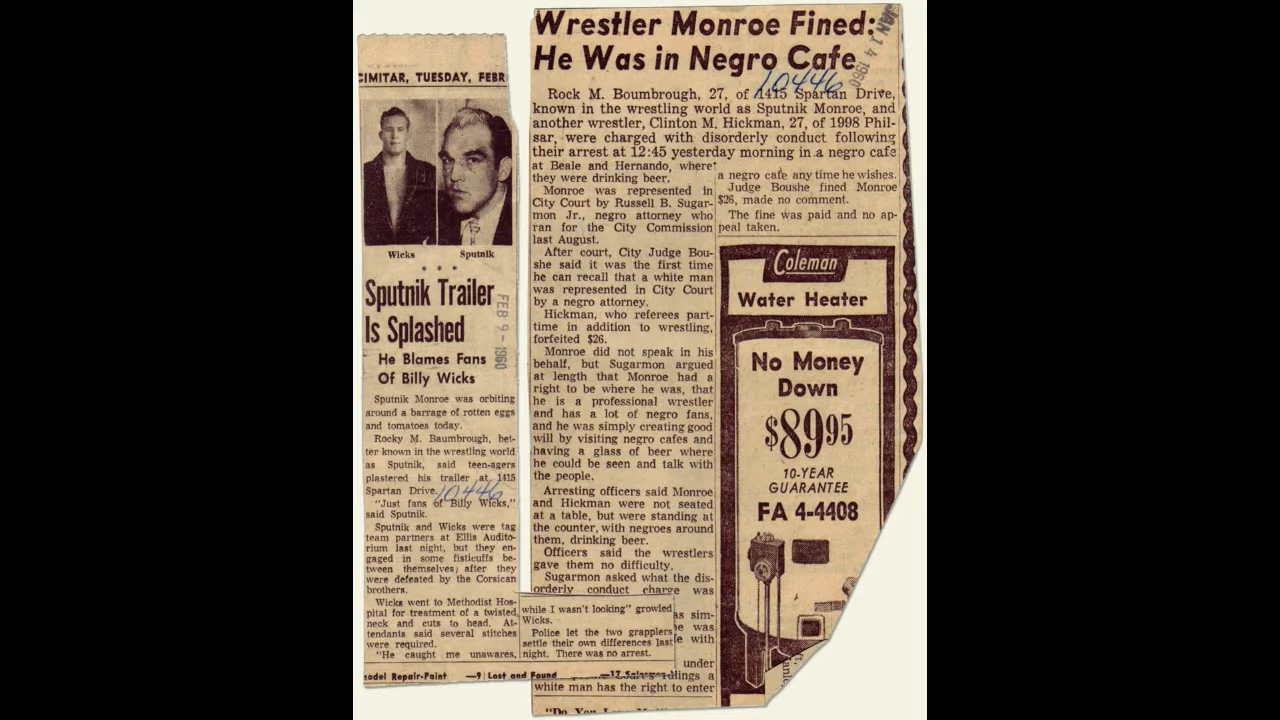 CIMITAR, TUESDAY, FEBR
Wicks Sputnik
* * *
Sputnik Trailer
Is Splashed
FEB 9 - 1960
He Blames Fans
Of Billy Wicks
Sputnik Monroe was orbiting
around a barrage of rotten eggs
and tomatoes today.
Rocky M. Baumbrough, bet-
ter known in the wrestling world
as Sputnik, said teen-agers
plastered his trailer at 1415
Spartan Drive.
10446
"Just fans of Billy Wicks,"
said Sputnik.
Sputnik and Wicks were tag
team partners at Ellis Audito-
rium last night, but they en-
gaged in some fisticuffs be-
tween themselves after they
were defeated by the Corsican
brothers.
Wicks went to Methodist Hos-
pital for treatment of a twisted
neck and cuts to head. At-
tendants said several stitches
were required.
"He caught me unawares,
while I wasn't looking" growled
Wicks.
Police let the two grapplers
settle their own differences last
night. There was no arrest.
odel Repair-Paint —9 Lost and Found —17 Salesmen
Wrestler Monroe Fined:
He Was in Negro Cafe
JAN 14 1960
10446
Rock M. Boumbrough, 27, of 1415 Spartan Drive,
known in the wrestling world as Sputnik Monroe, and
another wrestler, Clinton M. Hickman, 27, of 1998 Phil-
sar, were charged with disorderly conduct following
their arrest at 12:45 yesterday morning in a negro cafe
at Beale and Hernando, where
they were drinking beer.
Monroe was represented in
City Court by Russell B. Sugar-
mon Jr., negro attorney who
ran for the City Commission
last August.
After court, City Judge Bou-
she said it was the first time
he can recall that a white man
was represented in City Court
by a negro attorney.
Hickman, who referees part-
time in addition to wrestling,
forfeited $26.
Monroe did not speak in his
behalf, but Sugarmon argued
at length that Monroe had a
right to be where he was, that
he is a professional wrestler
and has a lot of negro fans,
and he was simply creating good
will by visiting negro cafes and
having a glass of beer where
he could be seen and talk with
the people.
Arresting officers said Monroe
and Hickman were not seated
at a table, but were standing at
the counter, with negroes around
them, drinking beer.
Officers said the wrestlers
gave them no difficulty.
Sugarmon asked what the dis-
orderly conduct charge was
as sim-
e was
e with
under
dlings a
white man has the right to enter
a negro cafe any time he wishes.
Judge Boushe fined Monroe
$26, made no comment.
The fine was paid and no ap-
peal taken.
Coleman
Water Heater
No Money
Down
$89.95
10-YEAR
GUARANTEE
FA 4-4408